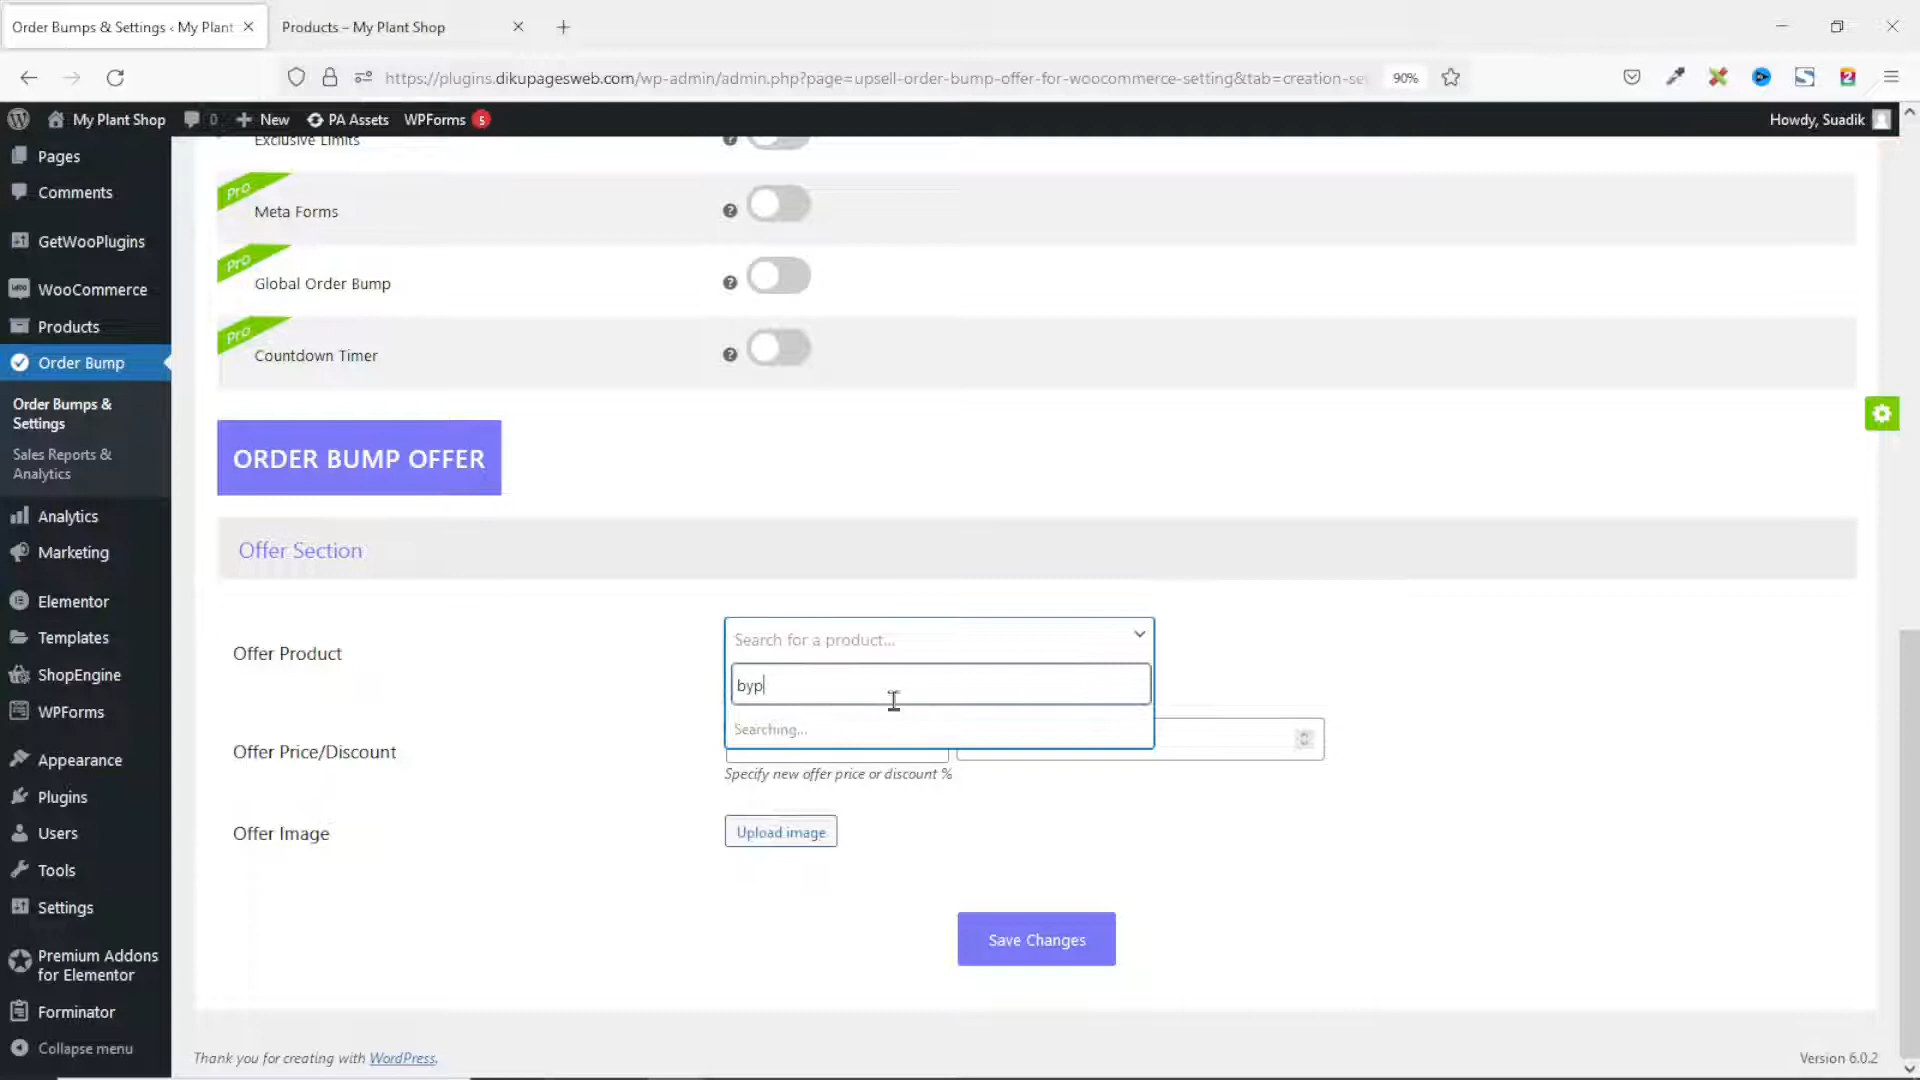 Order Bumps & Settings ‹ My Plant
Products – My Plant Shop
https://plugins.dikupagesweb.com/wp-admin/admin.php?page=upsell-order-bump-offer-for-woocommerce-setting&tab=creation-se
90%
My Plant Shop
0
New
PA Assets
WPForms
5
Howdy, Suadik
Pages
Comments
GetWooPlugins
WooCommerce
Products
Order Bump
Order Bumps &
Settings
Sales Reports &
Analytics
Analytics
Marketing
Elementor
Templates
ShopEngine
WPForms
Appearance
Plugins
Users
Tools
Settings
Premium Addons
for Elementor
Forminator
Collapse menu
Exclusive Limits
Pro
Meta Forms
Pro
Global Order Bump
Pro
Countdown Timer
ORDER BUMP OFFER
Offer Section
Offer Product
Search for a product...
byp
Searching...
Offer Price/Discount
Specify new offer price or discount %
Offer Image
Upload image
Save Changes
Thank you for creating with WordPress.
Version 6.0.2